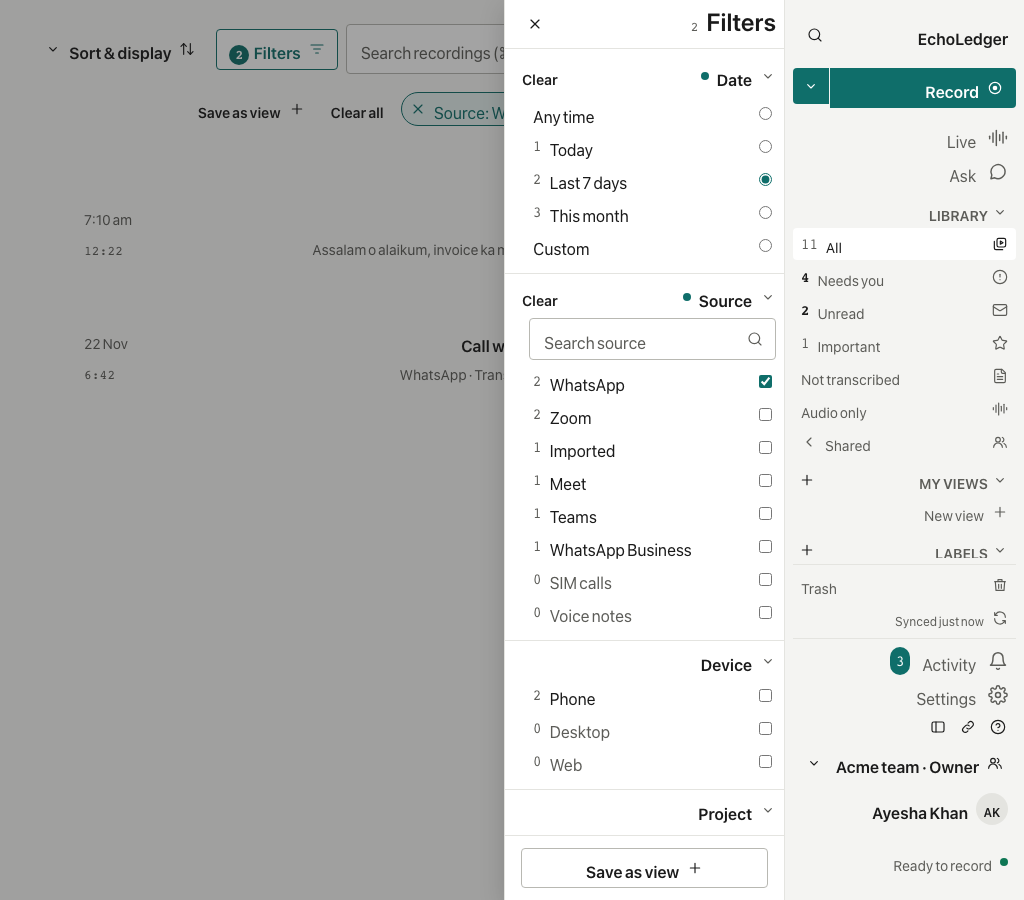 EchoLedger
Record
Live
Ask
LIBRARY
All 11
Needs you 4
Unread 2
Important 1
Not transcribed
Audio only
Shared
MY VIEWS
New view
LABELS
Trash
Synced just now
Activity 3
Settings
Acme team · Owner
AK Ayesha Khan
Ready to record
Filters 2
Date
Clear
Any time
Today 1
Last 7 days 2
This month 3
Custom
Source
Clear
Search source
WhatsApp 2
Zoom 2
Imported 1
Meet 1
Teams 1
WhatsApp Business 1
SIM calls 0
Voice notes 0
Device
Phone 2
Desktop 0
Web 0
Project
Save as view
Search recordings
Filters 2
Sort & display
Source:
Clear all
Save as view
7:10 am
Assalam o alaikum, invoice ka
12:22
22 Nov
Call
WhatsApp ·
6:42